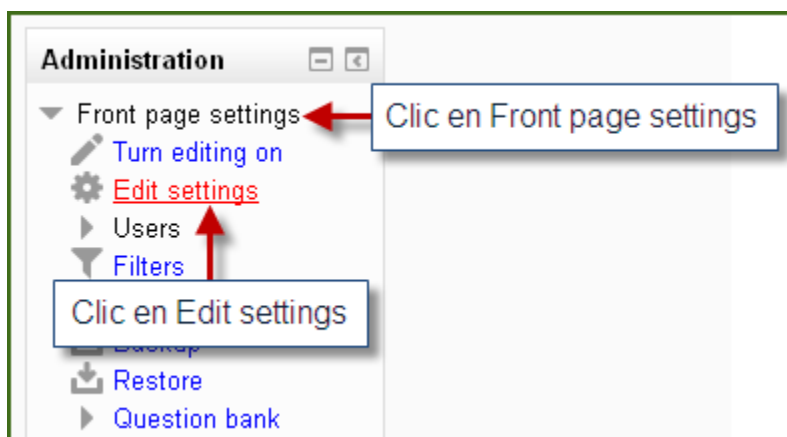 Administration
Front page settings
Clic en Front page settings
Turn editing on
Edit settings
Users
Filters
Clic en Edit settings
Backup
Restore
Question bank